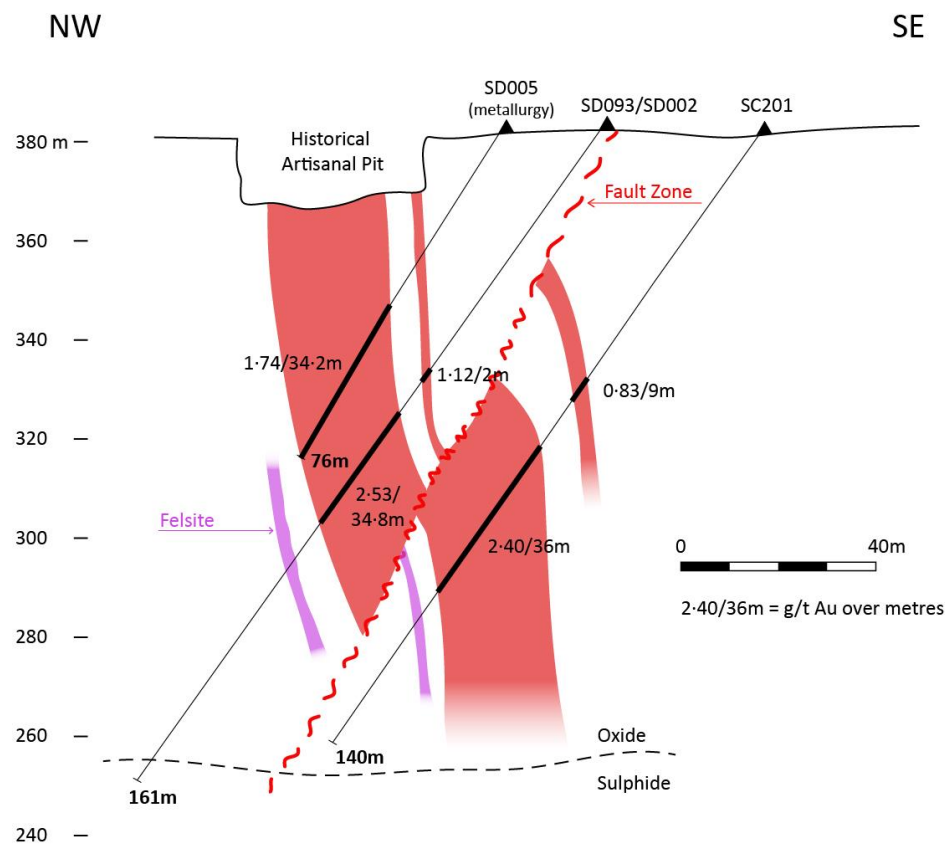 NW
SE
SD005
(metallurgy)
SD093/SD002
SC201
380 m
Historical
Artisanal Pit
Fault Zone
360
340
1·74/34·2m
1·12/2m
0·83/9m
320
76m
2·53/
34·8m
Felsite
300
2·40/36m
0
40m
2·40/36m = g/t Au over metres
280
260
Oxide
140m
Sulphide
161m
240